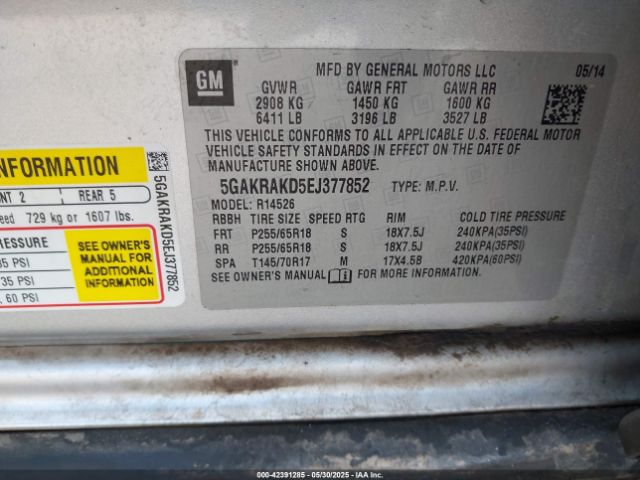 GM
MFD BY GENERAL MOTORS LLC 05/14
GVWR GAWR FRT GAWR RR
2908 KG 1450 KG 1600 KG
6411 LB 3196 LB 3527 LB
THIS VEHICLE CONFORMS TO ALL APPLICABLE U.S. FEDERAL MOTOR
VEHICLE SAFETY STANDARDS IN EFFECT ON THE DATE OF
MANUFACTURE SHOWN ABOVE.
5GAKRAKD5EJ377852 TYPE: M.P.V.
MODEL: R14526
RBBH TIRE SIZE SPEED RTG RIM COLD TIRE PRESSURE
FRT P255/65R18 S 18X7.5J 240KPA(35PSI)
RR P255/65R18 S 18X7.5J 240KPA(35PSI)
SPA T145/70R17 M 17X4.5B 420KPA(60PSI)
SEE OWNER'S MANUAL FOR MORE INFORMATION.
INFORMATION
2 REAR 5
729 kg or 1607 lbs.
PRESSURE
35 PSI
35 PSI
, 60 PSI
SEE OWNER'S
MANUAL FOR
ADDITIONAL
INFORMATION
5GAKRAKD5EJ377852
000-42391285 - 05/30/2025 - IAAI.COM